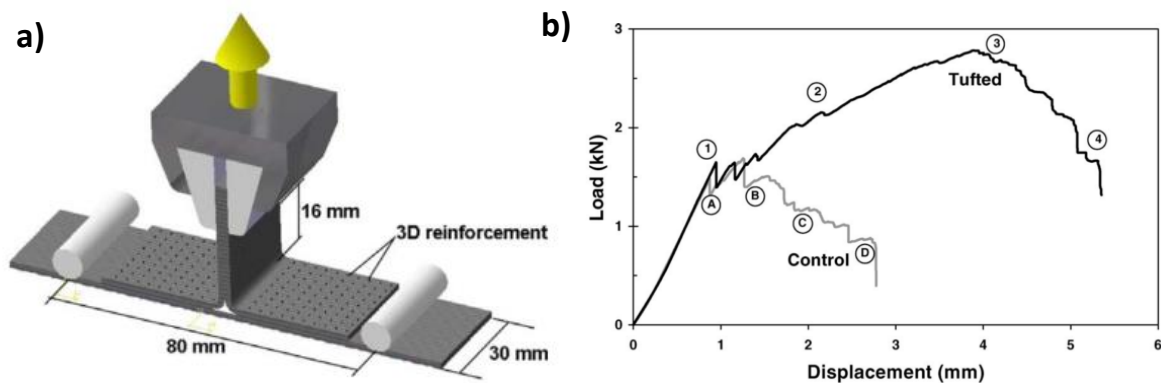 a)
16 mm
3D reinforcement
80 mm
30 mm
b)
Load (kN)
3
2
1
0
0 1 2 3 4 5 6
Displacement (mm)
1
2
3
4
Tufted
A
B
C
D
Control